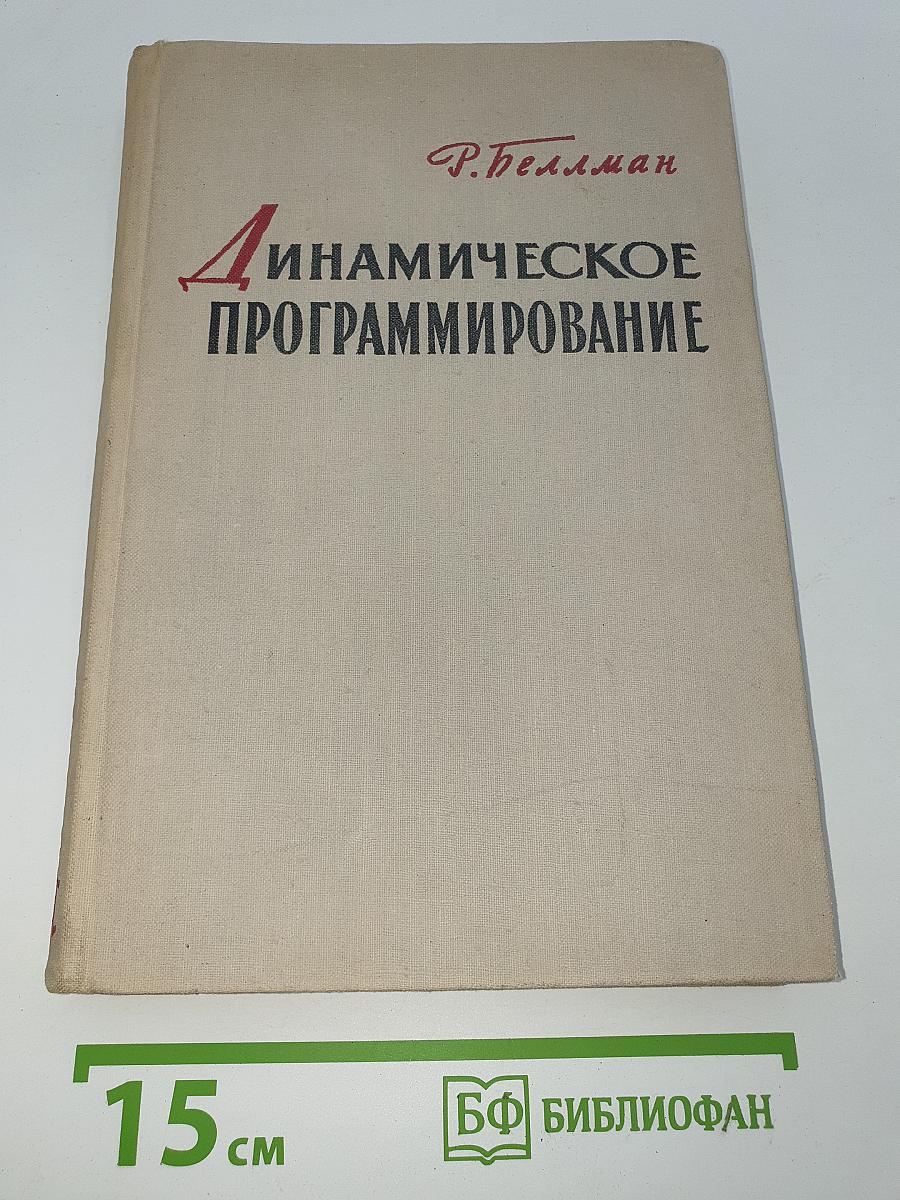 Р. Беллман
ДИНАМИЧЕСКОЕ
ПРОГРАММИРОВАНИЕ
15 см
БФ БИБЛИОФАН